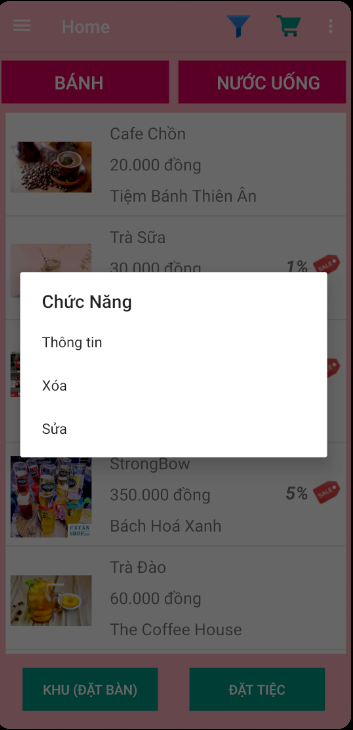 Home
BÁNH
NƯỚC UỐNG
Cafe Chồn
20.000 đồng
Tiệm Bánh Thiên Ân
Trà Sữa
30.000 đồng
1%
SALE
Chức Năng
Thông tin
Xóa
Sửa
StrongBow
350.000 đồng
5%
SALE
Bách Hoá Xanh
Trà Đào
60.000 đồng
The Coffee House
KHU (ĐẶT BÀN)
ĐẶT TIỆC